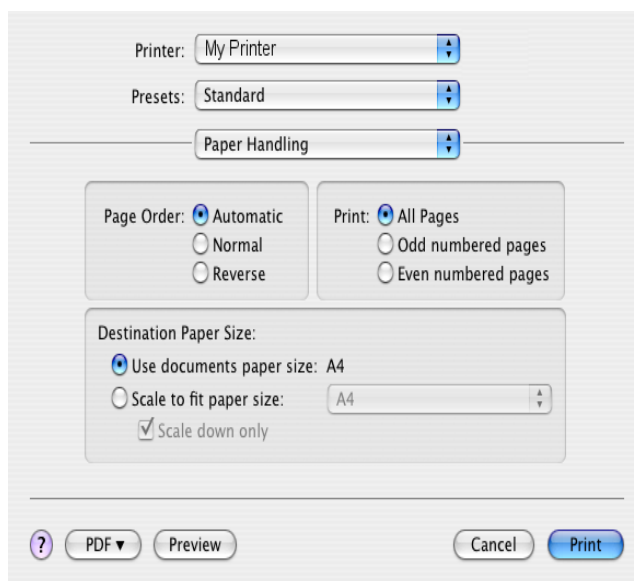 Printer: My Printer
Presets: Standard
Paper Handling
Page Order: Automatic
Normal
Reverse
Print: All Pages
Odd numbered pages
Even numbered pages
Destination Paper Size:
Use documents paper size: A4
Scale to fit paper size: A4
Scale down only
? PDF▼ Preview Cancel Print